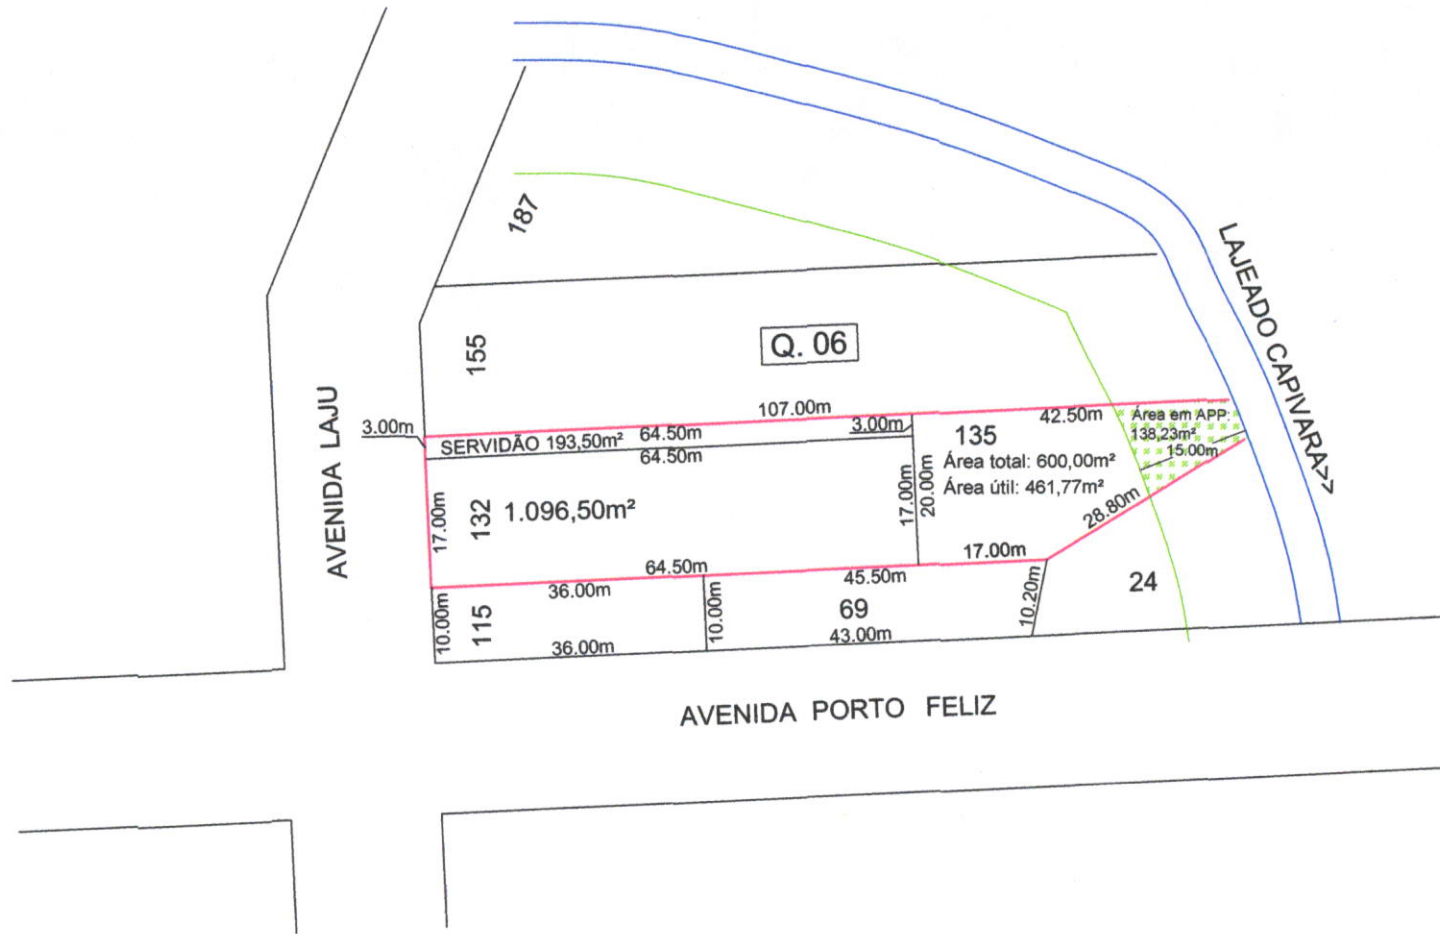 187
LAJEADO CAPIVARA>>
155
Q. 06
AVENIDA LAJU
107.00m
42.50m
Área em APP:
138,23m²
15.00m
3.00m
SERVIDÃO 193,50m²
64.50m
3.00m
64.50m
135
Área total: 600,00m²
Área útil: 461,77m²
17.00m
132
1.096,50m²
17.00m
20.00m
28.80m
17.00m
64.50m
36.00m
45.50m
10.00m
115
10.00m
69
10.20m
24
36.00m
43.00m
AVENIDA PORTO FELIZ